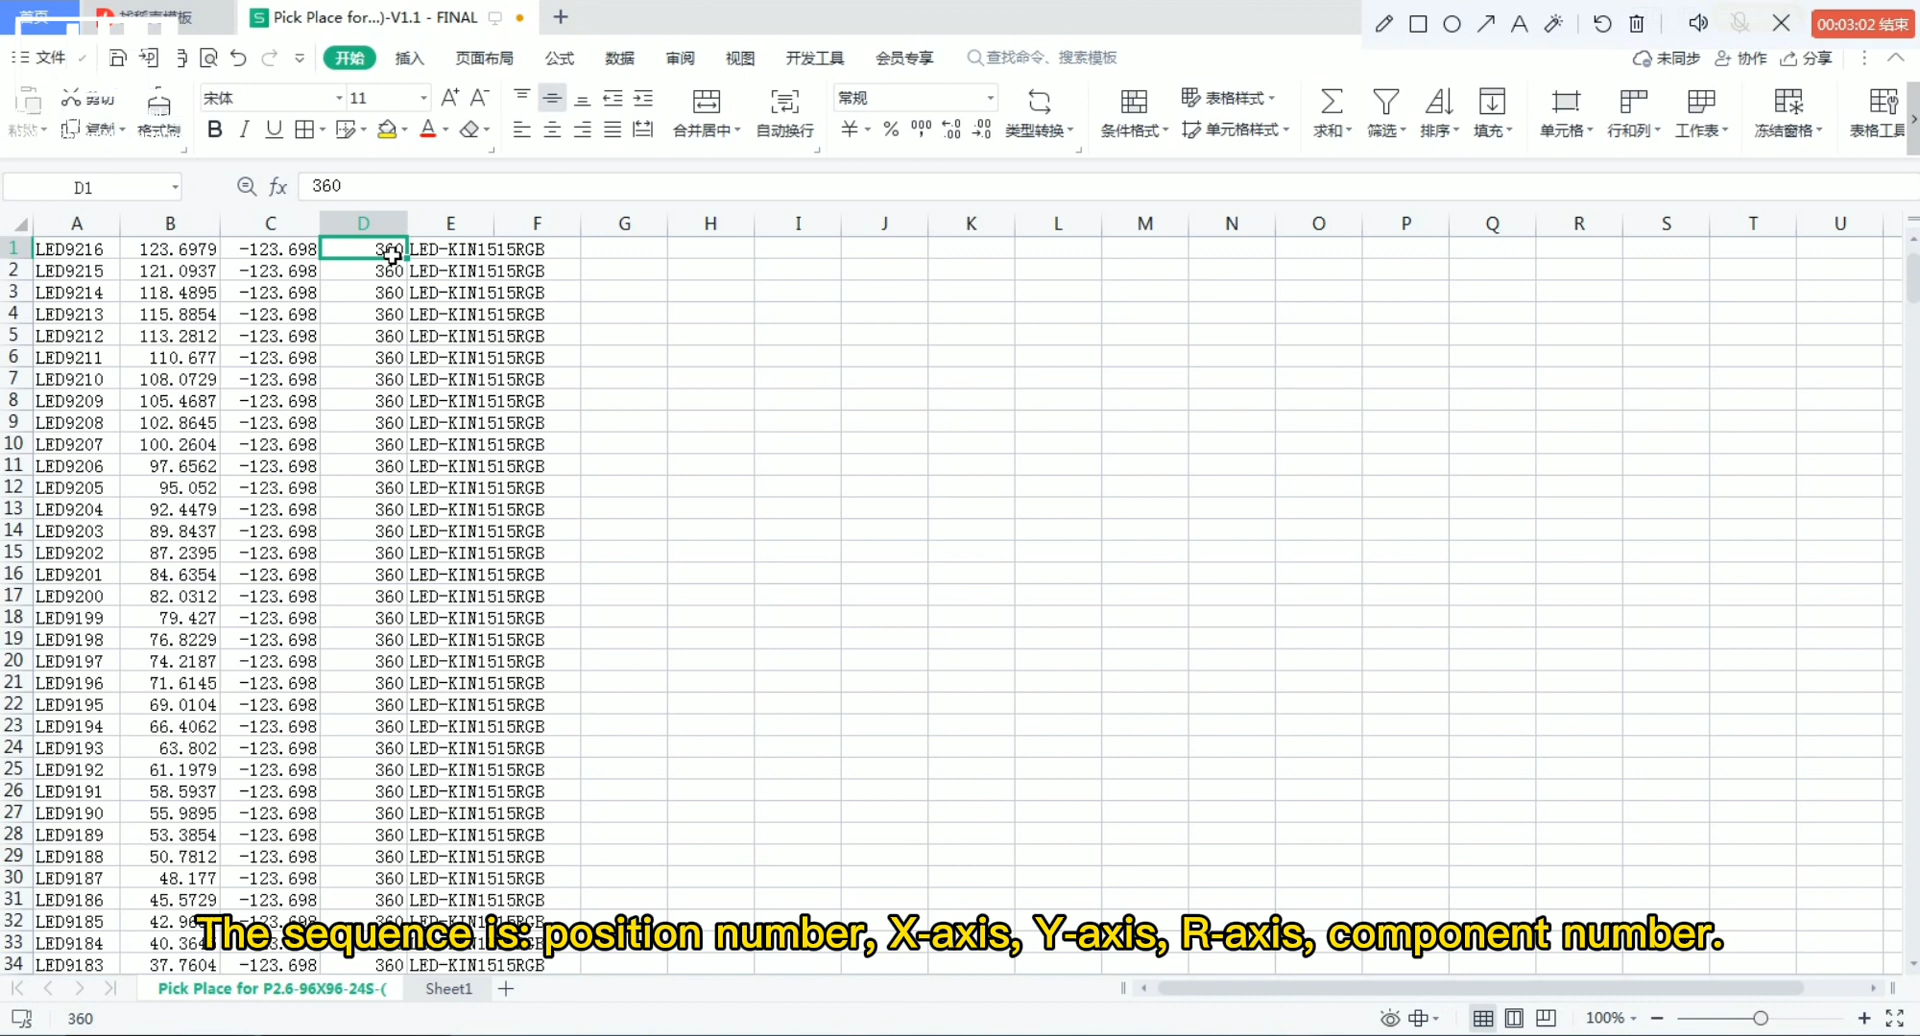 首页 找稻壳模板 Pick Place for...)-V1.1 - FINAL
00:03:02 结束
文件 开始 插入 页面布局 公式 数据 审阅 视图 开发工具 会员专享 查找命令、搜索模板 未同步 协作 分享
剪切 宋体 11 A⁺ A⁻ 常规 表格样式
粘贴 复制 格式刷 B I U A 合并居中 自动换行 ¥ % 000 类型转换 条件格式 单元格样式 求和 筛选 排序 填充 单元格 行和列 工作表 冻结窗格 表格工具
D1 fx 360
A B C D E F G H I J K L M N O P Q R S T U
1 LED9216 123.6979 -123.698 360 LED-KIN1515RGB
2 LED9215 121.0937 -123.698 360 LED-KIN1515RGB
3 LED9214 118.4895 -123.698 360 LED-KIN1515RGB
4 LED9213 115.8854 -123.698 360 LED-KIN1515RGB
5 LED9212 113.2812 -123.698 360 LED-KIN1515RGB
6 LED9211 110.677 -123.698 360 LED-KIN1515RGB
7 LED9210 108.0729 -123.698 360 LED-KIN1515RGB
8 LED9209 105.4687 -123.698 360 LED-KIN1515RGB
9 LED9208 102.8645 -123.698 360 LED-KIN1515RGB
10 LED9207 100.2604 -123.698 360 LED-KIN1515RGB
11 LED9206 97.6562 -123.698 360 LED-KIN1515RGB
12 LED9205 95.052 -123.698 360 LED-KIN1515RGB
13 LED9204 92.4479 -123.698 360 LED-KIN1515RGB
14 LED9203 89.8437 -123.698 360 LED-KIN1515RGB
15 LED9202 87.2395 -123.698 360 LED-KIN1515RGB
16 LED9201 84.6354 -123.698 360 LED-KIN1515RGB
17 LED9200 82.0312 -123.698 360 LED-KIN1515RGB
18 LED9199 79.427 -123.698 360 LED-KIN1515RGB
19 LED9198 76.8229 -123.698 360 LED-KIN1515RGB
20 LED9197 74.2187 -123.698 360 LED-KIN1515RGB
21 LED9196 71.6145 -123.698 360 LED-KIN1515RGB
22 LED9195 69.0104 -123.698 360 LED-KIN1515RGB
23 LED9194 66.4062 -123.698 360 LED-KIN1515RGB
24 LED9193 63.802 -123.698 360 LED-KIN1515RGB
25 LED9192 61.1979 -123.698 360 LED-KIN1515RGB
26 LED9191 58.5937 -123.698 360 LED-KIN1515RGB
27 LED9190 55.9895 -123.698 360 LED-KIN1515RGB
28 LED9189 53.3854 -123.698 360 LED-KIN1515RGB
29 LED9188 50.7812 -123.698 360 LED-KIN1515RGB
30 LED9187 48.177 -123.698 360 LED-KIN1515RGB
31 LED9186 45.5729 -123.698 360 LED-KIN1515RGB
32 LED9185
33 LED9184
The sequence is: position number, X-axis, Y-axis, R-axis, component number.
34 LED9183 37.7604 -123.698 360 LED-KIN1515RGB
Pick Place for P2.6-96X96-24S-( Sheet1
360 100%